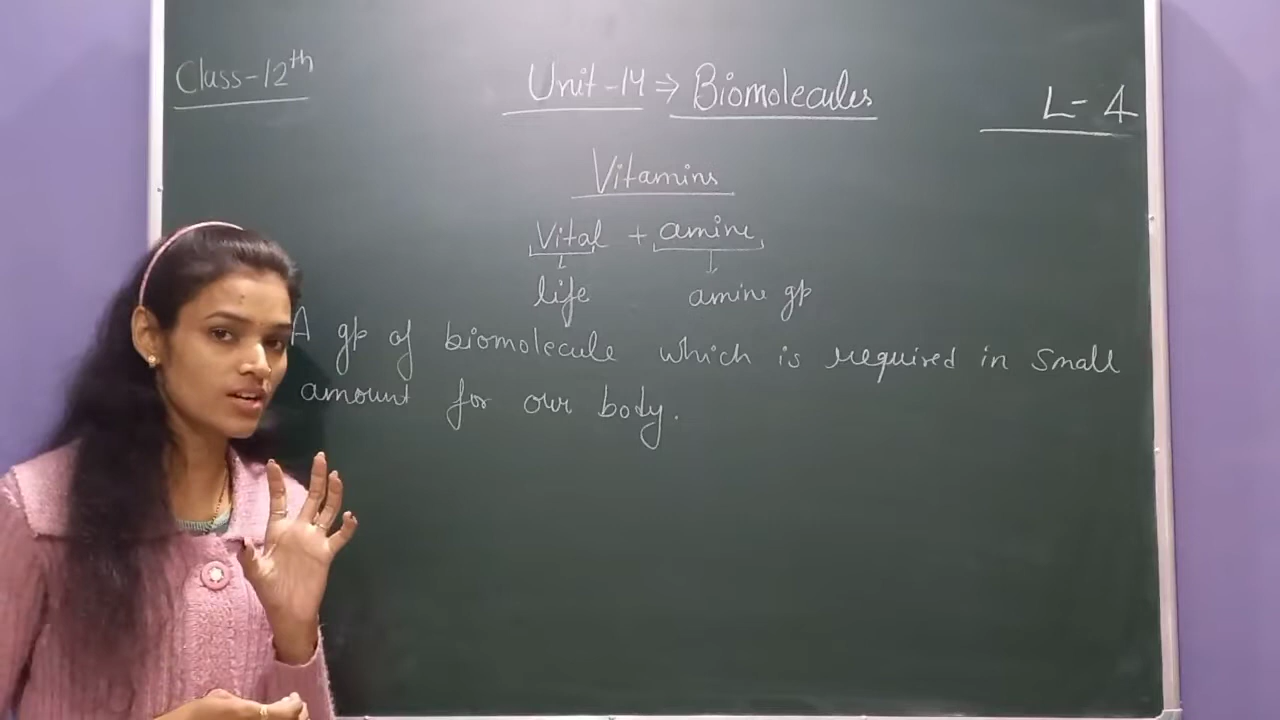 Class-12th
Unit-14 ⇒ Biomolecules
L-4
Vitamins
Vital + amine
↓ ↓
life amine gp
A gp of biomolecule which is required in small
amount for our body.